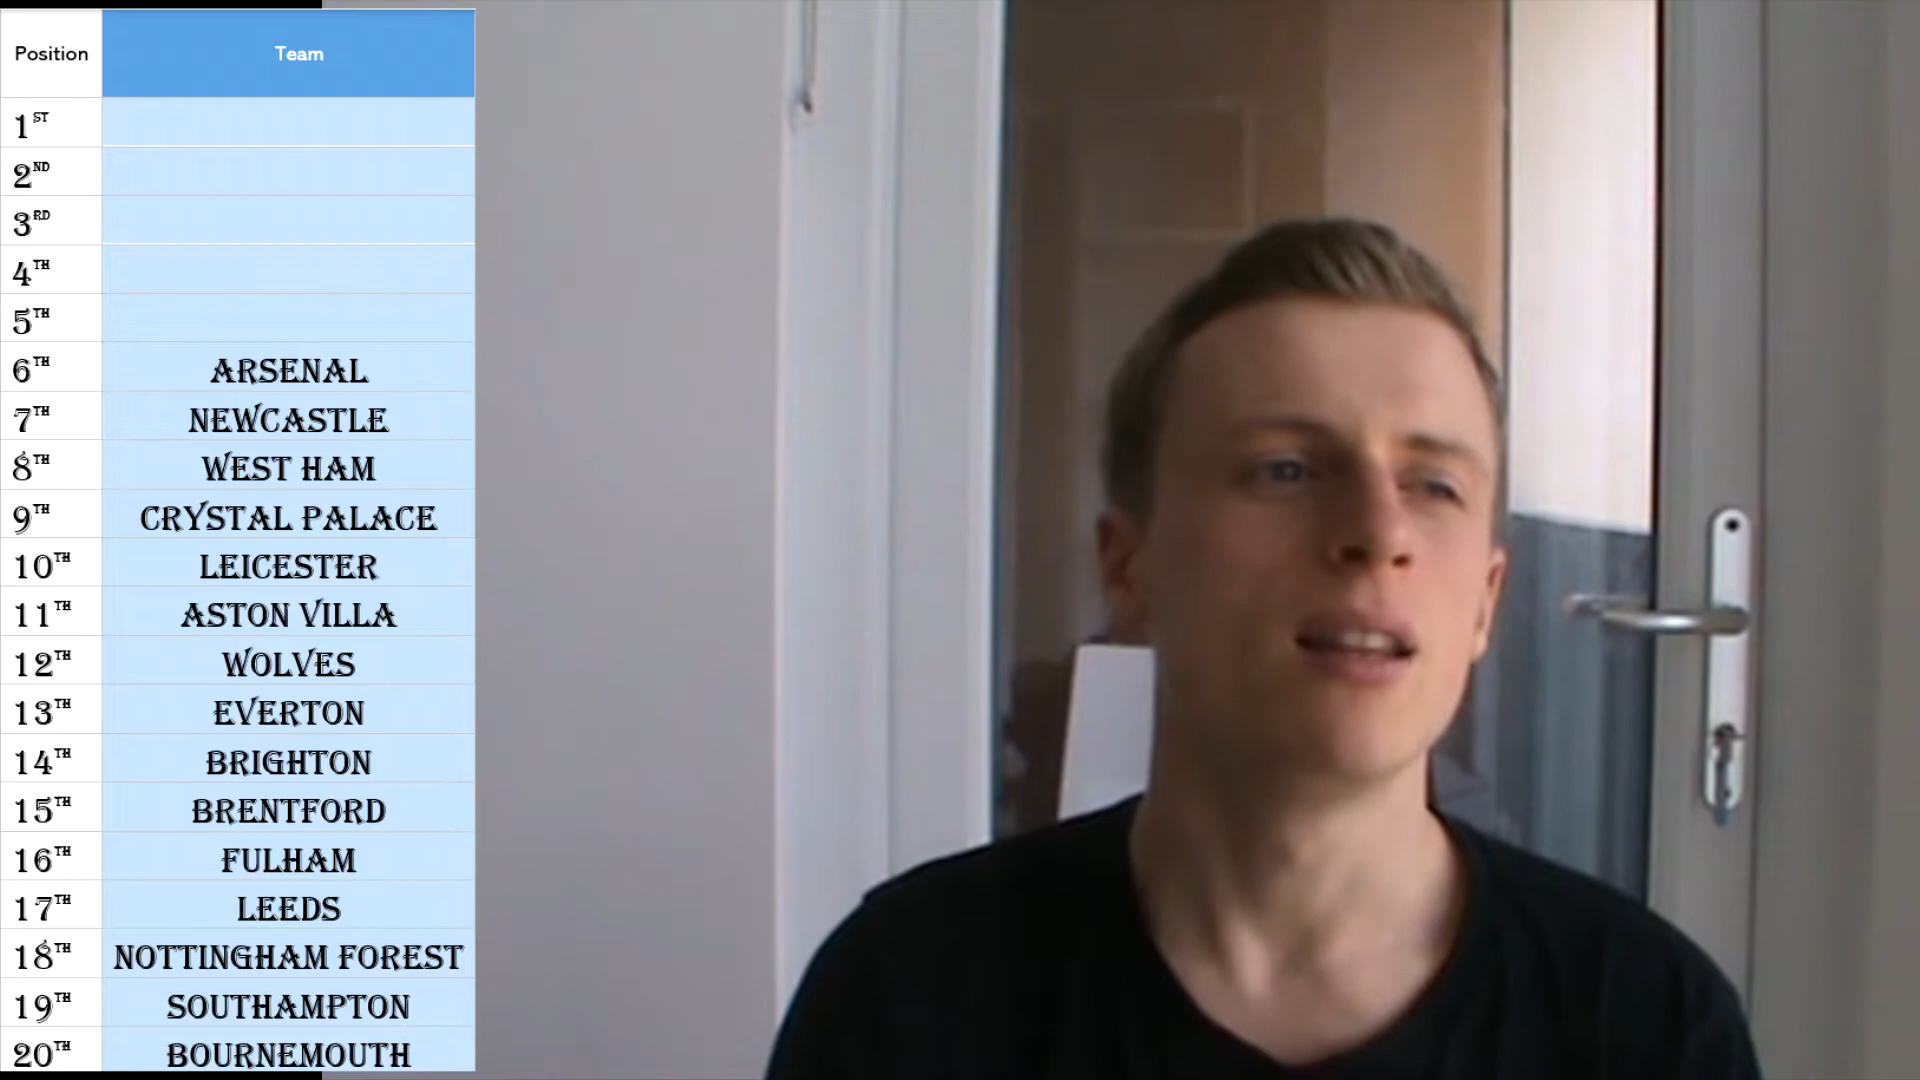 Position Team
1ST
2ND
3RD
4TH
5TH
6TH ARSENAL
7TH NEWCASTLE
8TH WEST HAM
9TH CRYSTAL PALACE
10TH LEICESTER
11TH ASTON VILLA
12TH WOLVES
13TH EVERTON
14TH BRIGHTON
15TH BRENTFORD
16TH FULHAM
17TH LEEDS
18TH NOTTINGHAM FOREST
19TH SOUTHAMPTON
20TH BOURNEMOUTH